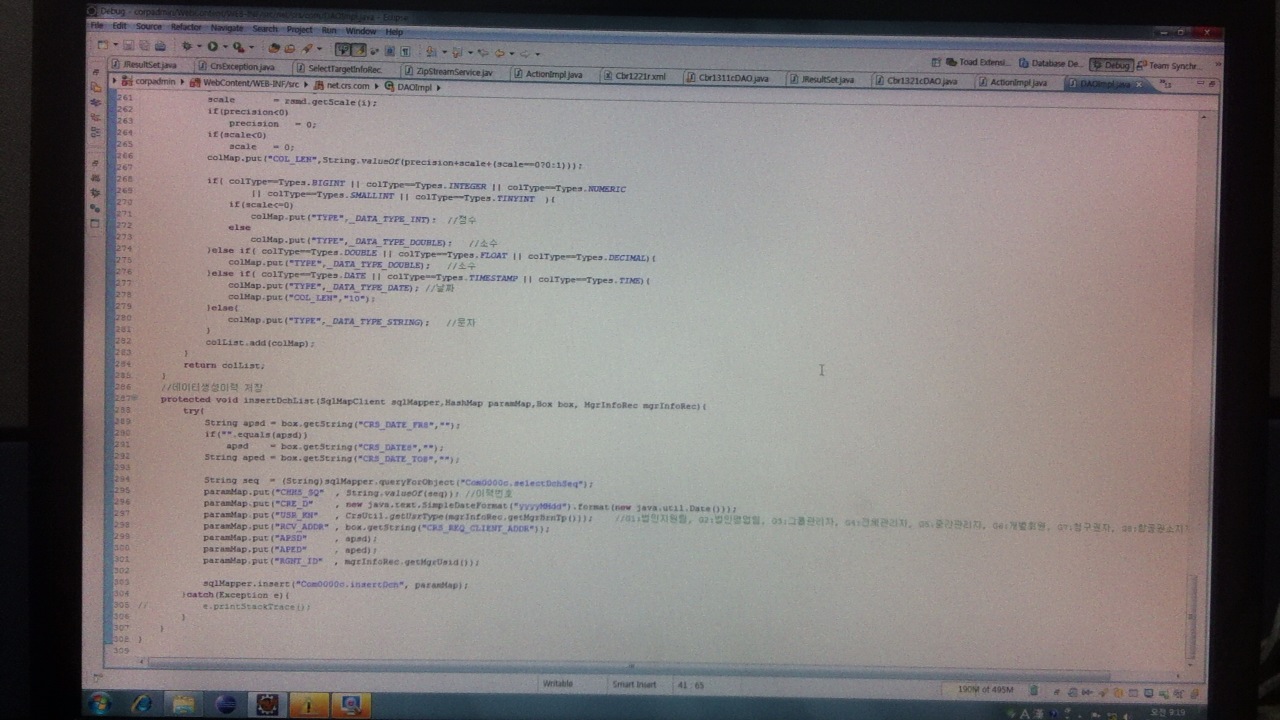 Debug - corpadmin/WebContent/WEB-INF/src/net/crs/com/DAOImpl.java - Eclipse
File Edit Source Refactor Navigate Search Project Run Window Help
Toad Extensi... Database De... Debug Team Synchr...
JResultSet.java CrsException.java SelectTargetInfoRec ZipStreamService.jav ActionImpl.java Cbr1221r.xml Cbr1311cDAO.java JResultSet.java Cbr1321cDAO.java ActionImpl.java DAOImpl.java
corpadmin WebContent/WEB-INF/src net.crs.com DAOImpl
261 scale = rsmd.getScale(i);
262 if(precision<0)
263 precision = 0;
264 if(scale<0)
265 scale = 0;
266 colMap.put("COL_LEN",String.valueOf(precision+scale+(scale==0?0:1)));
267
268 if( colType==Types.BIGINT || colType==Types.INTEGER || colType==Types.NUMERIC
269 || colType==Types.SMALLINT || colType==Types.TINYINT ){
270 if(scale<=0)
271 colMap.put("TYPE",_DATA_TYPE_INT); //정수
272 else
273 colMap.put("TYPE",_DATA_TYPE_DOUBLE); //소수
274 }else if( colType==Types.DOUBLE || colType==Types.FLOAT || colType==Types.DECIMAL){
275 colMap.put("TYPE",_DATA_TYPE_DOUBLE); //소수
276 }else if( colType==Types.DATE || colType==Types.TIMESTAMP || colType==Types.TIME){
277 colMap.put("TYPE",_DATA_TYPE_DATE); //날짜
278 colMap.put("COL_LEN","10");
279 }else{
280 colMap.put("TYPE",_DATA_TYPE_STRING); //문자
281 }
282 colList.add(colMap);
283 }
284 return colList;
285 }
286 //데이터생성이력 저장
287 protected void insertDchList(SqlMapClient sqlMapper,HashMap paramMap,Box box, MgrInfoRec mgrInfoRec){
288 try{
289 String apsd = box.getString("CRS_DATE_FR8","");
290 if("".equals(apsd))
291 apsd = box.getString("CRS_DATE8","");
292 String aped = box.getString("CRS_DATE_TO8","");
293
294 String seq = (String)sqlMapper.queryForObject("Com0000c.selectDchSeq");
295 paramMap.put("CHHS_SQ" , String.valueOf(seq)); //이력번호
296 paramMap.put("CRE_D" , new java.text.SimpleDateFormat("yyyyMMdd").format(new java.util.Date()));
297 paramMap.put("USR_KN" , CrsUtil.getUsrType(mgrInfoRec.getMgrBrnTp())); //01:법인지원팀, 02:법인영업팀, 03:그룹관리자, 04:전체관리자, 05:중간관리자, 06:개별회원, 07:청구권자,
298 paramMap.put("RCV_ADDR" , box.getString("CRS_REQ_CLIENT_ADDR"));
299 paramMap.put("APSD" , apsd);
300 paramMap.put("APED" , aped);
301 paramMap.put("RGHT_ID" , mgrInfoRec.getMgrUsid());
302
303 sqlMapper.insert("Com0000c.insertDch", paramMap);
304 }catch(Exception e){
305 // e.printStackTrace();
306 }
307 }
308 }
309
Writable Smart Insert 41 : 65 190M of 495M
오전 9:19